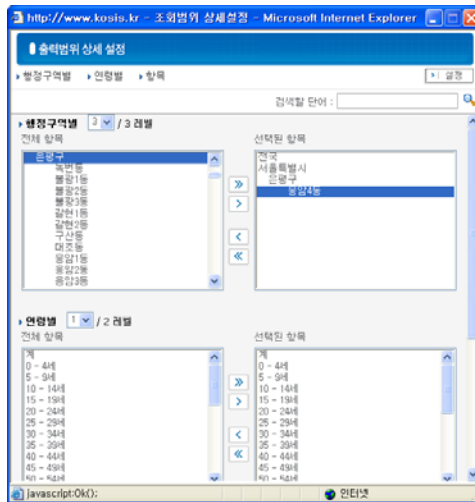 http://www.kosis.kr - 조회범위 상세설정 - Microsoft Internet Explorer
출력범위 상세 설정
행정구역별 연령별 항목 설정
검색할 단어 :
행정구역별 3 / 3 레벨
전체 항목 선택된 항목
은평구
녹번동
불광1동
불광2동
불광3동
갈현1동
갈현2동
구산동
대조동
응암1동
응암2동
응암3동
전국
서울특별시
은평구
응암4동
연령별 1 / 2 레벨
전체 항목 선택된 항목
계
0 - 4세
5 - 9세
10 - 14세
15 - 19세
20 - 24세
25 - 29세
30 - 34세
35 - 39세
40 - 44세
45 - 49세
50 - 54세
계
0 - 4세
5 - 9세
10 - 14세
15 - 19세
20 - 24세
25 - 29세
30 - 34세
35 - 39세
40 - 44세
45 - 49세
50 - 54세
javascript:Ok(); 인터넷